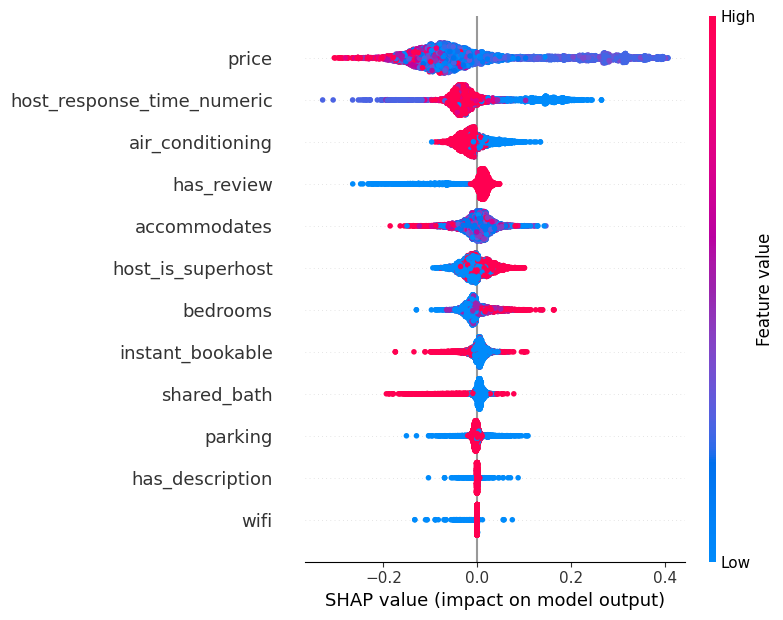 High
price
host_response_time_numeric
air_conditioning
has_review
accommodates
host_is_superhost
bedrooms
instant_bookable
shared_bath
parking
has_description
wifi
Low
−0.2 0.0 0.2 0.4
SHAP value (impact on model output)
Feature value